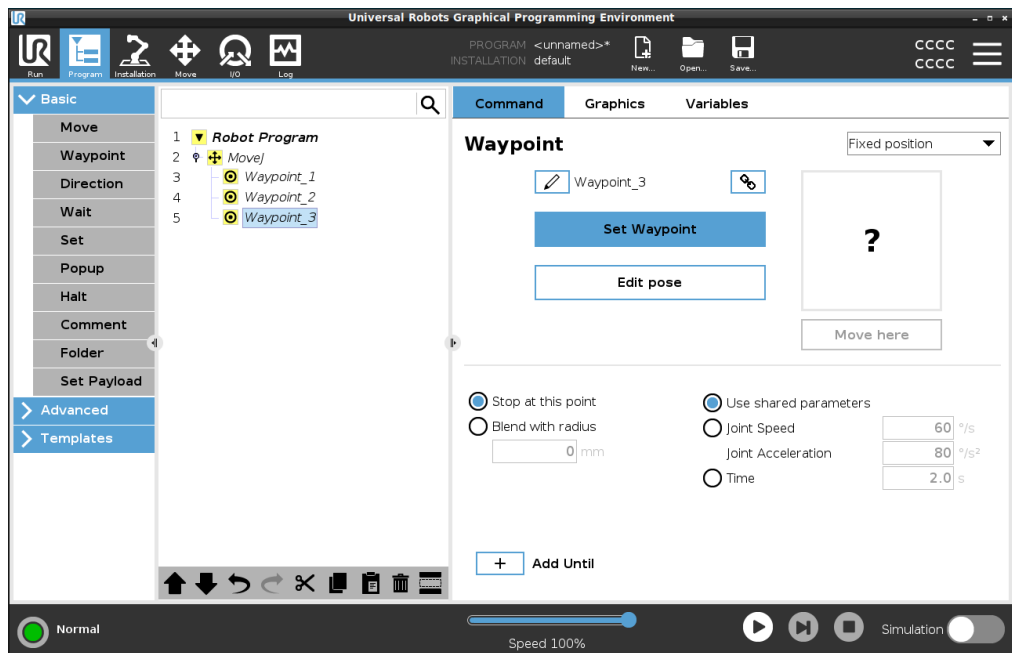 UR
Universal Robots Graphical Programming Environment
Run
Program
Installation
Move
I/O
Log
PROGRAM <unnamed>*
INSTALLATION default
New...
Open...
Save...
CCCC
CCCC
Basic
Move
Waypoint
Direction
Wait
Set
Popup
Halt
Comment
Folder
Set Payload
Advanced
Templates
1 Robot Program
2 MoveJ
3 Waypoint_1
4 Waypoint_2
5 Waypoint_3
Command Graphics Variables
Waypoint
Fixed position
Waypoint_3
Set Waypoint
Edit pose
?
Move here
Stop at this point
Blend with radius
0 mm
Use shared parameters
Joint Speed 60 °/s
Joint Acceleration 80 °/s²
Time 2.0 s
+ Add Until
Normal
Speed 100%
Simulation